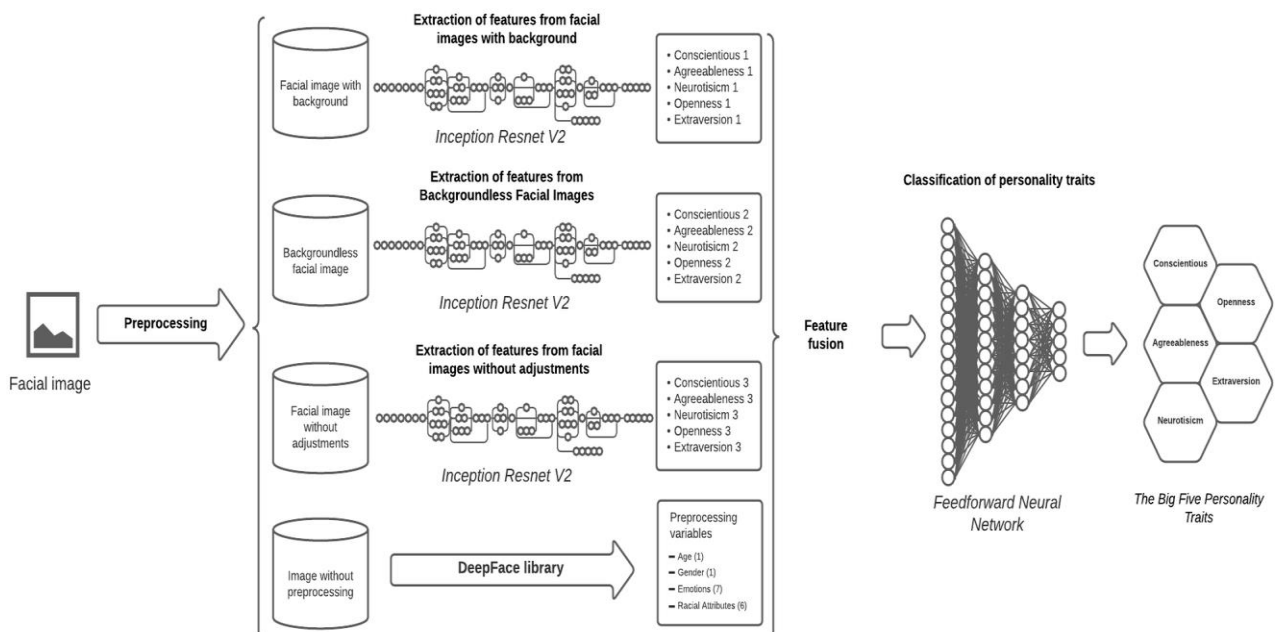 Facial image
Preprocessing
Facial image with
background
Extraction of features from facial
images with background
Inception Resnet V2
• Conscientious 1
• Agreeableness 1
• Neurotisicm 1
• Openness 1
• Extraversion 1
Backgroundless
facial image
Extraction of features from
Backgroundless Facial Images
Inception Resnet V2
• Conscientious 2
• Agreeableness 2
• Neurotisicm 2
• Openness 2
• Extraversion 2
Facial image
without
adjustments
Extraction of features from facial
images without adjustments
Inception Resnet V2
• Conscientious 3
• Agreeableness 3
• Neurotisicm 3
• Openness 3
• Extraversion 3
Image without
preprocessing
DeepFace library
Preprocessing
variables
– Age (1)
– Gender (1)
– Emotions (7)
– Racial Attributes (6)
Feature
fusion
Classification of personality traits
Feedforward Neural
Network
Conscientious
Openness
Agreeableness
Extraversion
Neurotisicm
The Big Five Personality
Traits